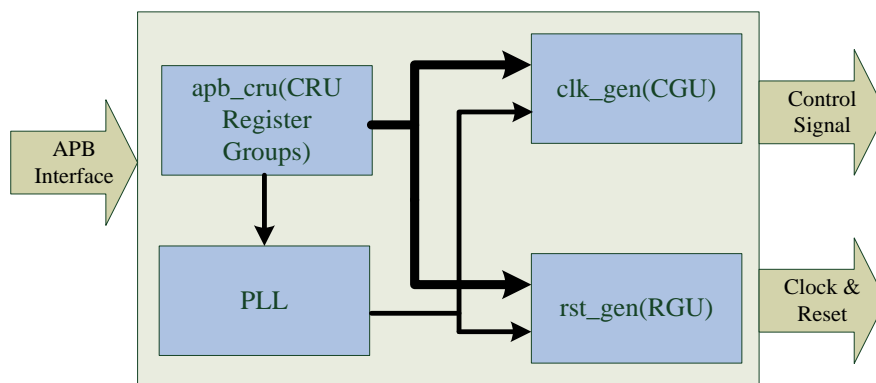 APB
Interface
apb_cru(CRU
Register
Groups)
PLL
clk_gen(CGU)
rst_gen(RGU)
Control
Signal
Clock &
Reset